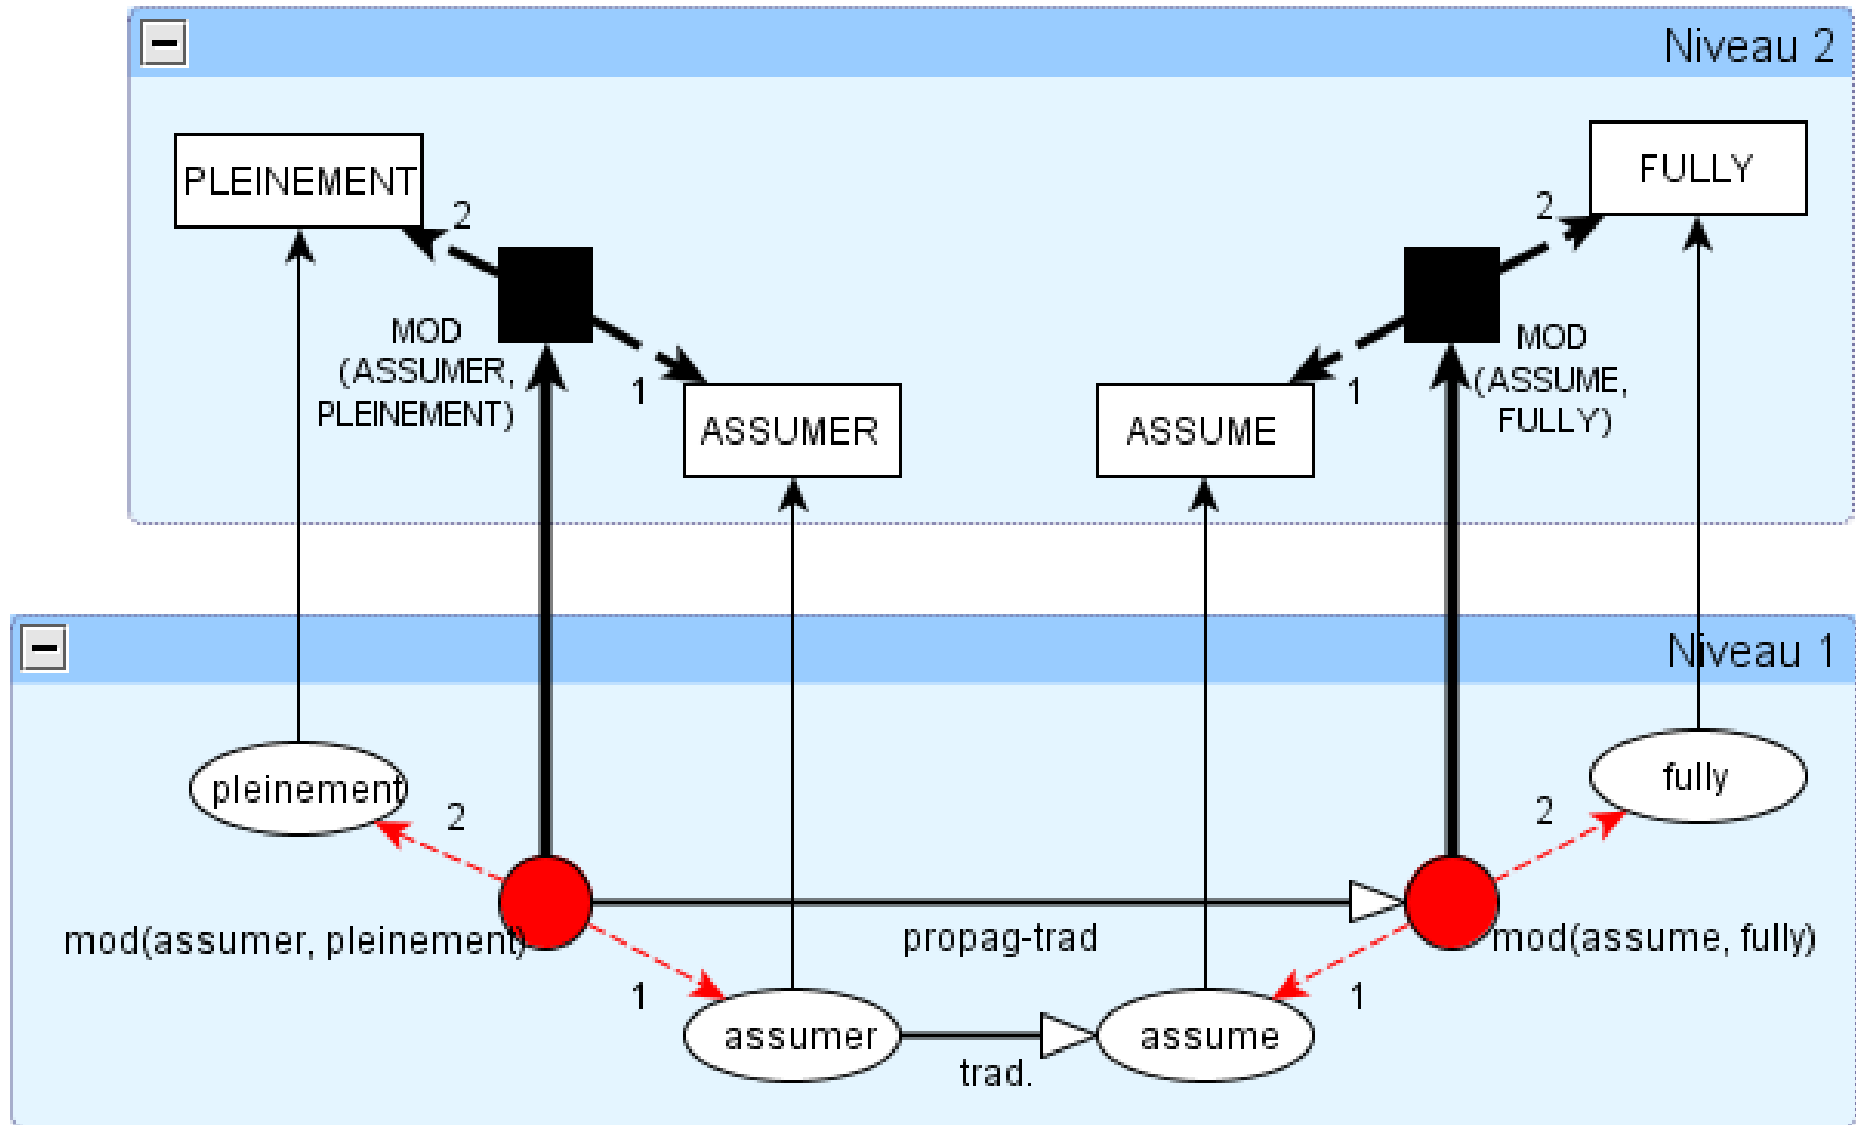 Niveau 2
PLEINEMENT
FULLY
2
2
MOD
(ASSUMER,
PLEINEMENT)
MOD
(ASSUME,
FULLY)
1
1
ASSUMER
ASSUME
Niveau 1
pleinement
fully
2
2
mod(assumer, pleinement)
propag-trad
mod(assume, fully)
1
1
assumer
assume
trad.